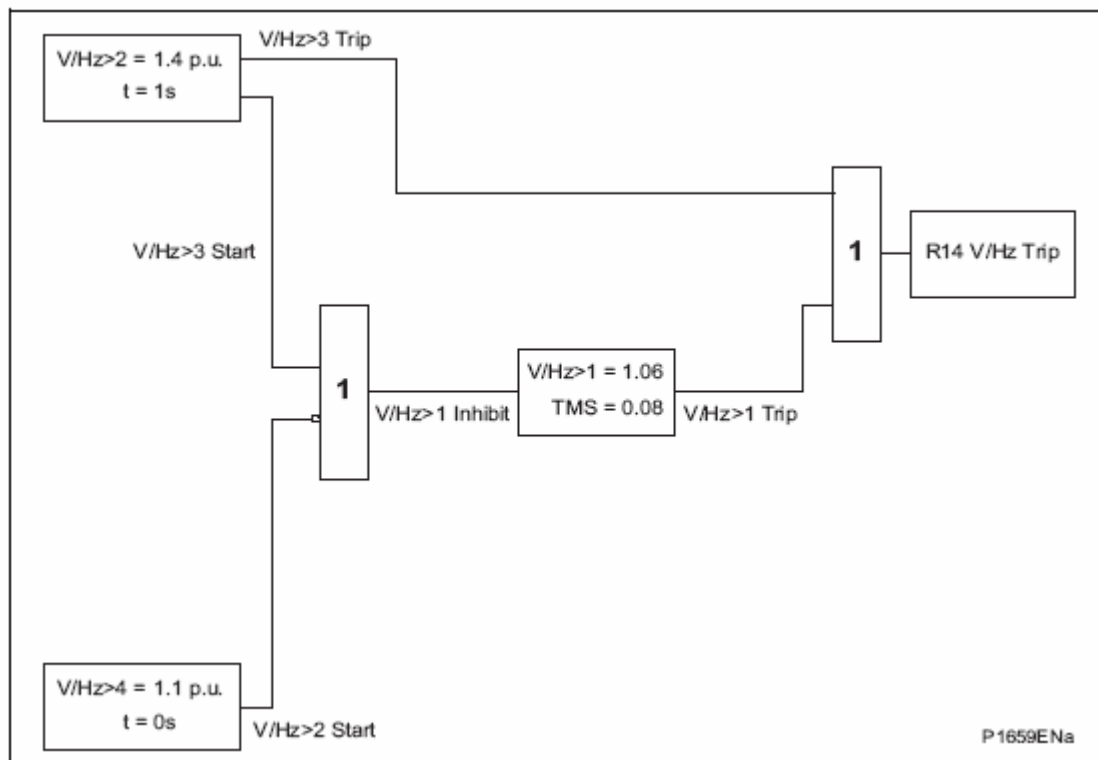 V/Hz>3 Trip
V/Hz>2 = 1.4 p.u.
t = 1s
V/Hz>3 Start
1
R14 V/Hz Trip
1
V/Hz>1 = 1.06
TMS = 0.08
V/Hz>1 Inhibit
V/Hz>1 Trip
V/Hz>4 = 1.1 p.u.
t = 0s
V/Hz>2 Start
P1659ENa